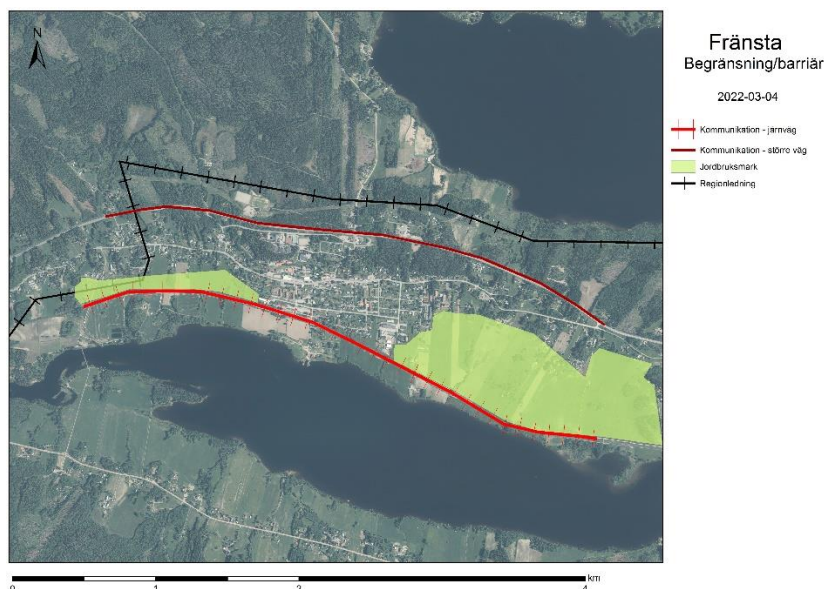 N
Fränsta
Begränsning/barriär
2022-03-04
Kommunikation - järnväg
Kommunikation - större väg
Jordbruksmark
Regionledning
km
0 1 2 4